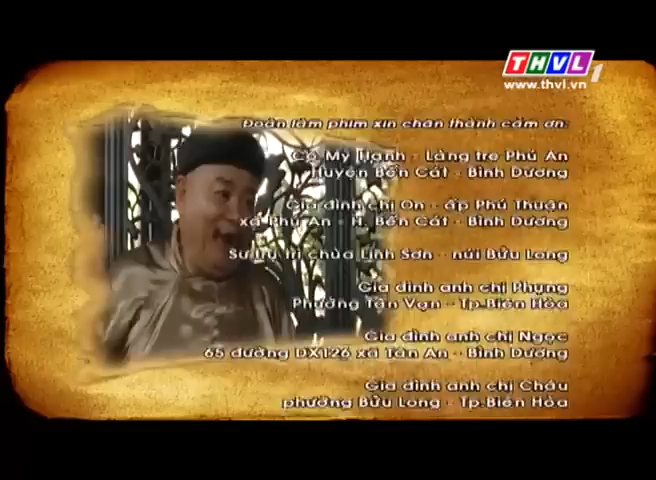 THVL1
www.thvl.vn
Đoàn làm phim xin chân thành cảm ơn:
Cô Mỹ Hạnh - Làng tre Phú An
Huyện Bến Cát - Bình Dương
Gia đình chị On - ấp Phú Thuận
xã Phú An - H. Bến Cát - Bình Dương
Sư trụ trì chùa Linh Sơn - núi Bửu Long
Gia đình anh chị Phụng
Phường Tân Vạn - Tp.Biên Hòa
Gia đình anh chị Ngọc
65 đường DX126 xã Tân An - Bình Dương
Gia đình anh chị Châu
phường Bửu Long - Tp.Biên Hòa